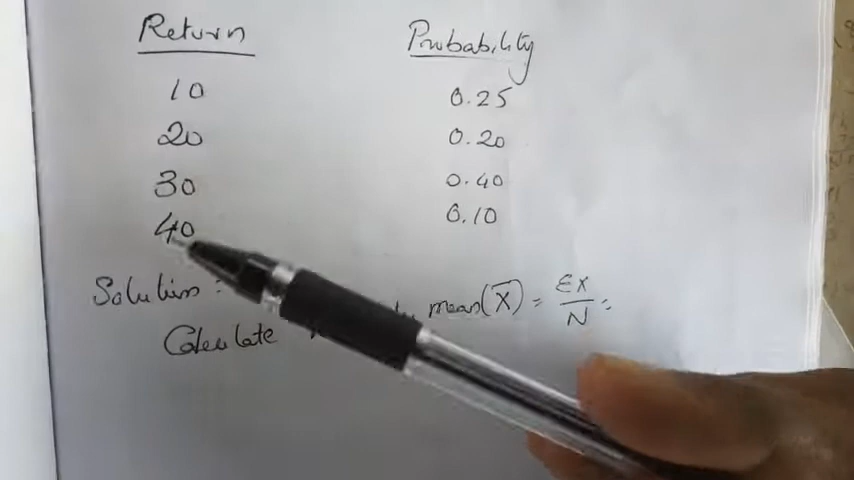 Return Probability
10 0.25
20 0.20
30 0.40
40 0.10
Solution :
mean (X̅) = ΣX / N :
Calculate